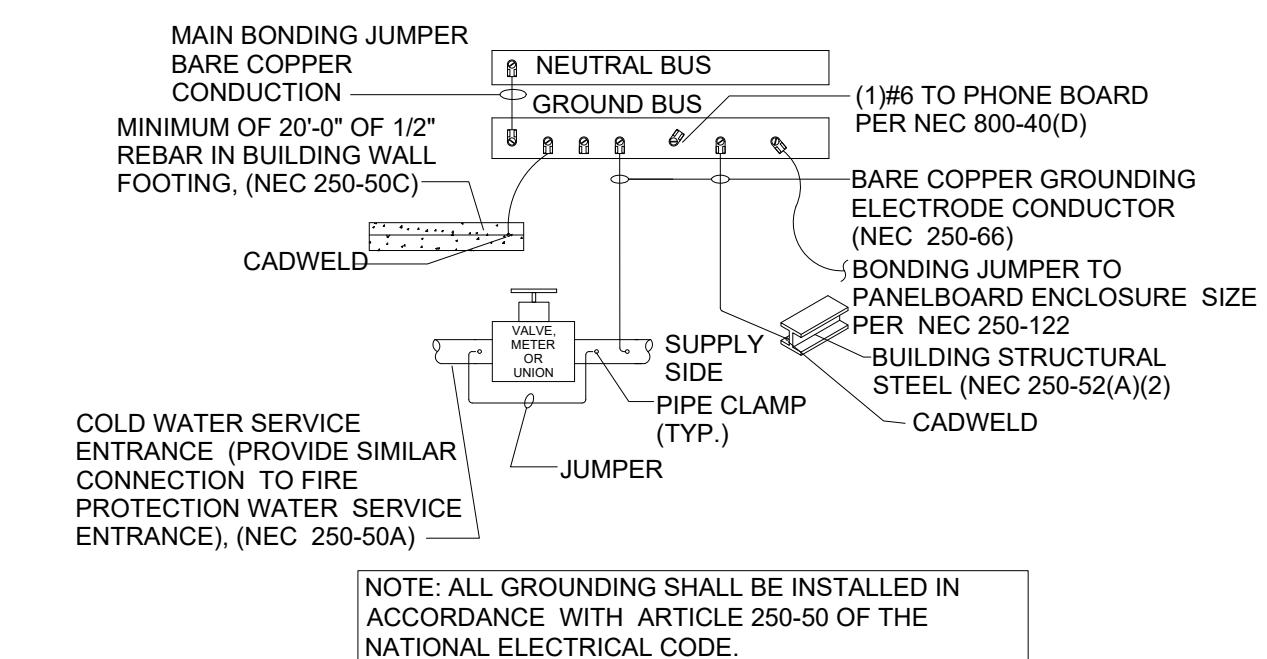 MAIN BONDING JUMPER
BARE COPPER
CONDUCTION
NEUTRAL BUS
GROUND BUS
(1)#6 TO PHONE BOARD
PER NEC 800-40(D)
MINIMUM OF 20'-0" OF 1/2"
REBAR IN BUILDING WALL
FOOTING, (NEC 250-50C)
BARE COPPER GROUNDING
ELECTRODE CONDUCTOR
(NEC 250-66)
CADWELD
BONDING JUMPER TO
PANELBOARD ENCLOSURE SIZE
PER NEC 250-122
VALVE,
METER
OR
UNION
SUPPLY
SIDE
BUILDING STRUCTURAL
STEEL (NEC 250-52(A)(2)
PIPE CLAMP
(TYP.)
CADWELD
JUMPER
COLD WATER SERVICE
ENTRANCE (PROVIDE SIMILAR
CONNECTION TO FIRE
PROTECTION WATER SERVICE
ENTRANCE), (NEC 250-50A)
NOTE: ALL GROUNDING SHALL BE INSTALLED IN
ACCORDANCE WITH ARTICLE 250-50 OF THE
NATIONAL ELECTRICAL CODE.